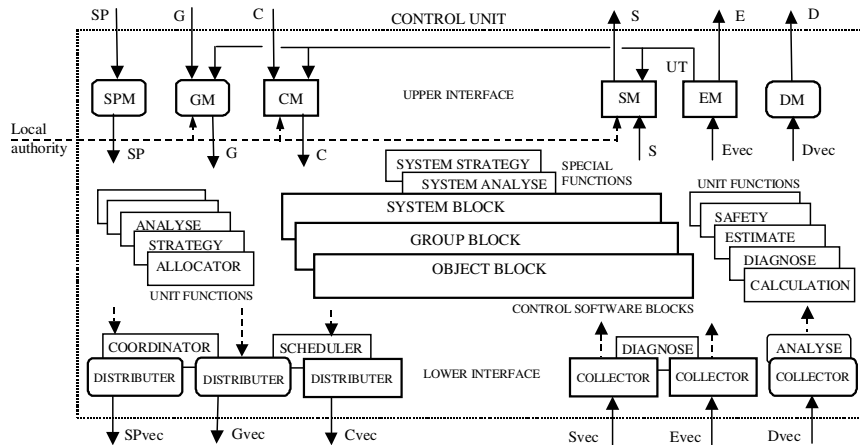 SP
G
C
CONTROL UNIT
S
E
D
UT
SPM
GM
CM
UPPER INTERFACE
SM
EM
DM
Local
authority
SP
G
C
S
Evec
Dvec
SYSTEM STRATEGY
SPECIAL
FUNCTIONS
SYSTEM ANALYSE
SYSTEM BLOCK
GROUP BLOCK
OBJECT BLOCK
CONTROL SOFTWARE BLOCKS
ANALYSE
STRATEGY
ALLOCATOR
UNIT FUNCTIONS
UNIT FUNCTIONS
SAFETY
ESTIMATE
DIAGNOSE
CALCULATION
COORDINATOR
SCHEDULER
DISTRIBUTER
DISTRIBUTER
DISTRIBUTER
LOWER INTERFACE
DIAGNOSE
ANALYSE
COLLECTOR
COLLECTOR
COLLECTOR
SPvec
Gvec
Cvec
Svec
Evec
Dvec